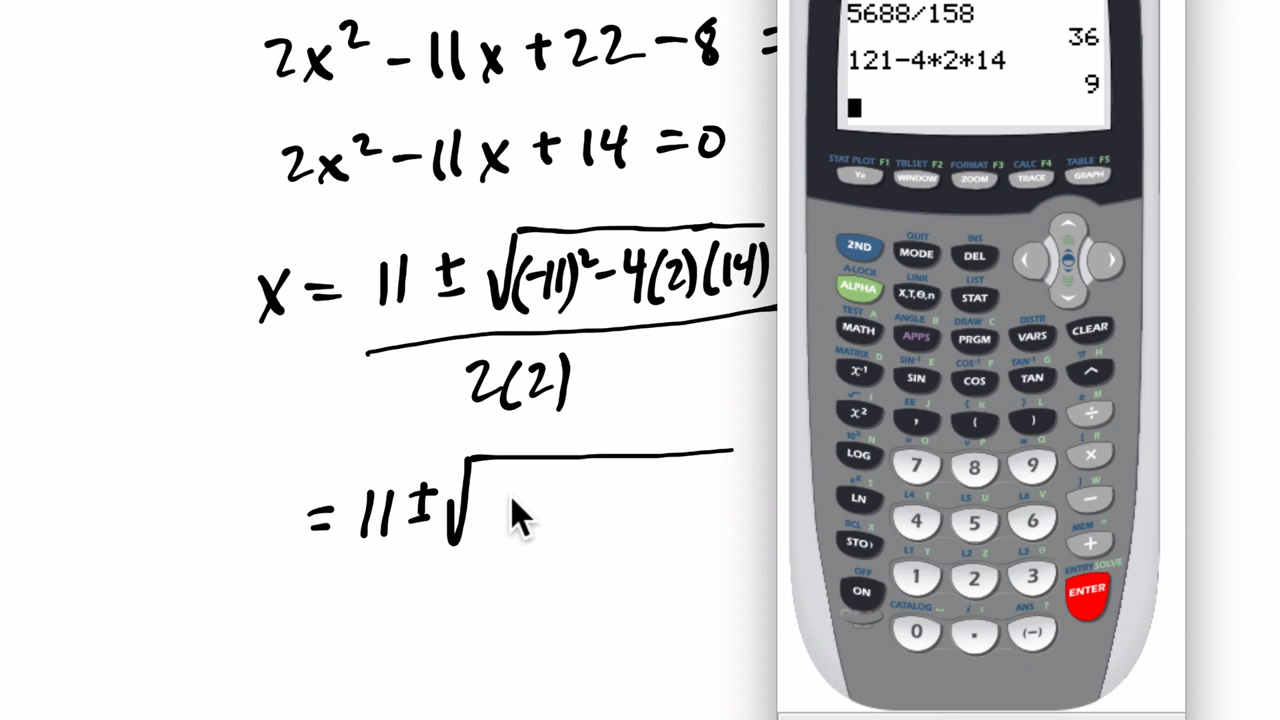 2x² - 11x + 22 - 8 =
2x² - 11x + 14 = 0
x = 11 ± √(-11)² - 4(2)(14)
2(2)
= 11 ± √
5688/158
36
121-4*2*14
9
STAT PLOT F1 TBLSET F2 FORMAT F3 CALC F4 TABLE F5
Y= WINDOW ZOOM TRACE GRAPH
QUIT INS
2ND MODE DEL
A-LOCK LINK LIST
ALPHA X,T,Θ,n STAT
TEST A ANGLE B DRAW C DISTR
MATH APPS PRGM VARS CLEAR
MATRIX D SIN⁻¹ E COS⁻¹ F TAN⁻¹ G π H
x⁻¹ SIN COS TAN ^
√ I EE J { K } L e M
x² , ( ) ÷
10ˣ N u O v P w Q [ R
LOG 7 8 9 ×
eˣ S L4 T L5 U L6 V ] W
LN 4 5 6 −
RCL X L1 Y L2 Z L3 θ MEM "
STO› 1 2 3 +
OFF CATALOG i : ANS ? ENTRY SOLVE
ON 0 . (−) ENTER